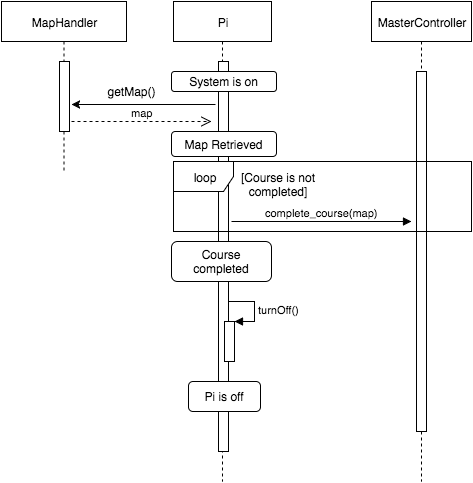 MapHandler
Pi
MasterController
System is on
getMap()
map
Map Retrieved
loop
[Course is not
completed]
complete_course(map)
Course
completed
turnOff()
Pi is off